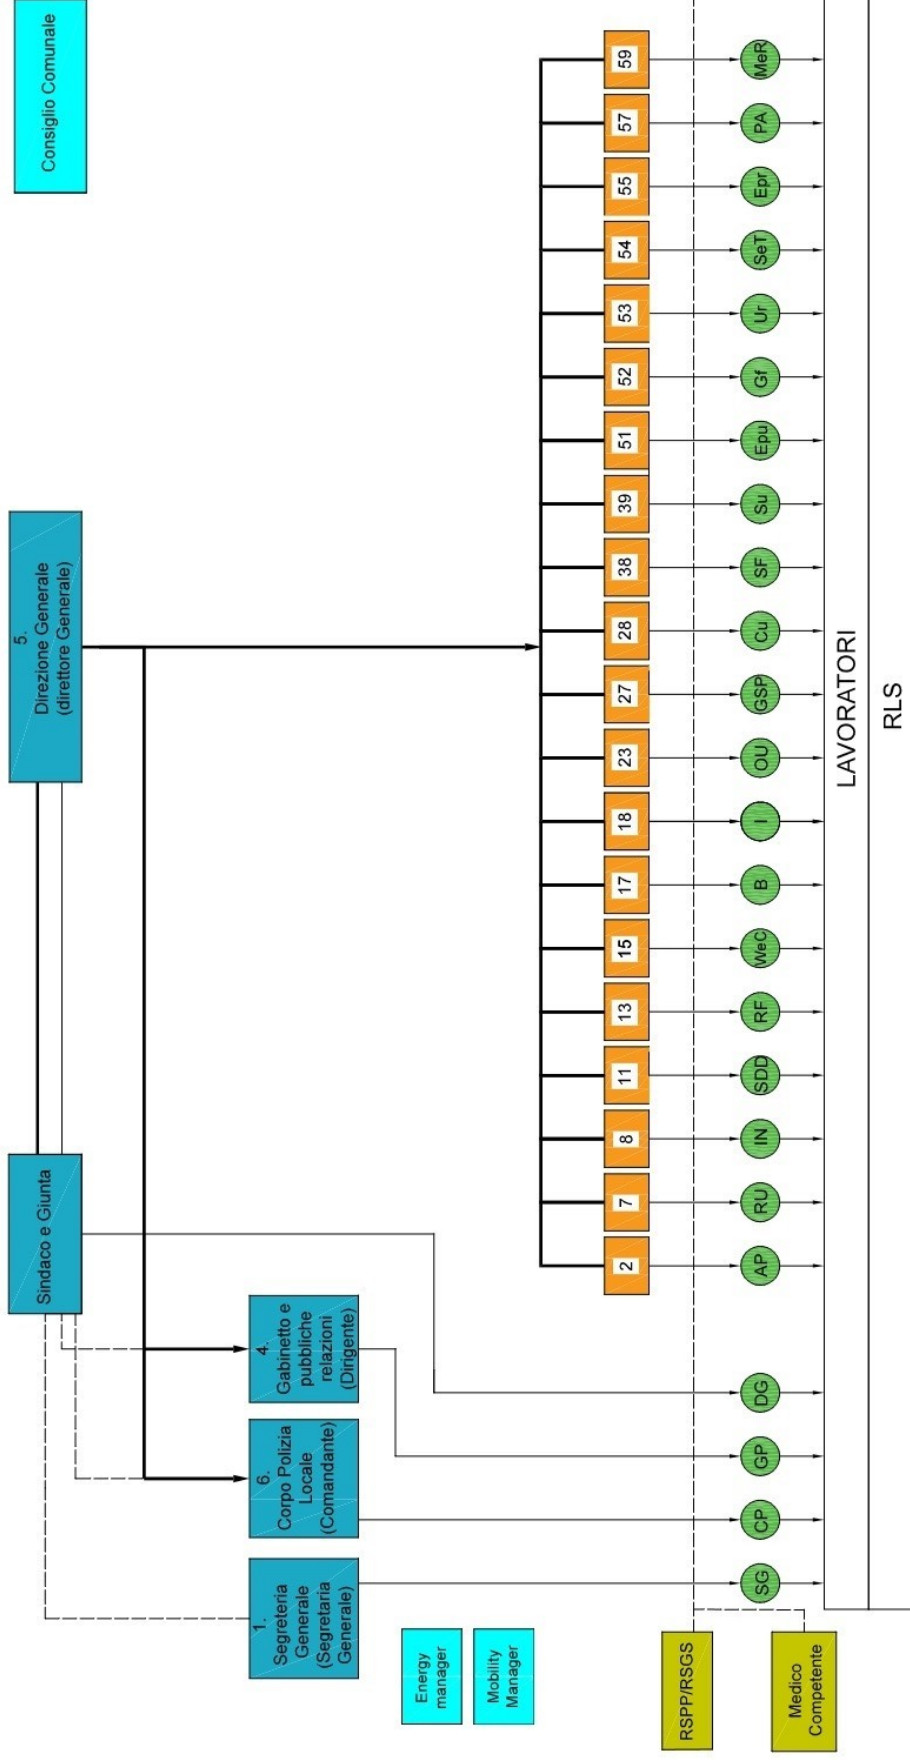 Consiglio Comunale
Sindaco e Giunta
5.
Direzione Generale
(direttore Generale)
1.
Segreteria
Generale
(Segretaria
Generale)
6.
Corpo Polizia
Locale
(Comandante)
4.
Gabinetto e
pubbliche
relazioni
(Dirigente)
Energy
manager
Mobility
Manager
2
7
8
11
13
15
17
18
23
27
28
38
39
51
52
53
54
55
57
59
RSPP/RSGS
SG
CP
GP
DG
AP
RU
IN
SDD
RF
WeC
B
I
OU
GSP
Cu
SF
Su
Epu
Gf
Ur
SeT
Epr
PA
MeR
Medico
Competente
LAVORATORI
RLS